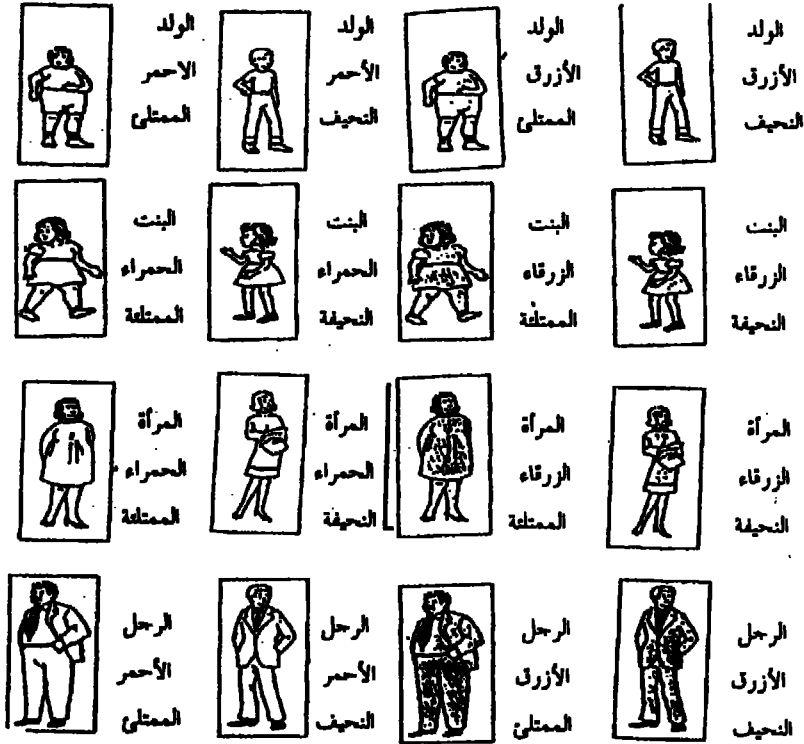 الولد
الأزرق
النحيف
الولد
الأزرق
الممتلئ
الولد
الأحمر
النحيف
الولد
الاحمر
الممتلئ
البنت
الزرقاء
النحيفة
البنت
الزرقاء
الممتلئة
البنت
الحمراء
النحيفة
البنت
الحمراء
الممتلئة
المرأة
الزرقاء
النحيفة
المرأة
الزرقاء
الممتلئة
المرأة
الحمراء
النحيفة
المرأة
الحمراء
الممتلئة
الرجل
الأزرق
النحيف
الرجل
الأزرق
الممتلئ
الرجل
الأحمر
النحيف
الرجل
الأحمر
الممتلئ